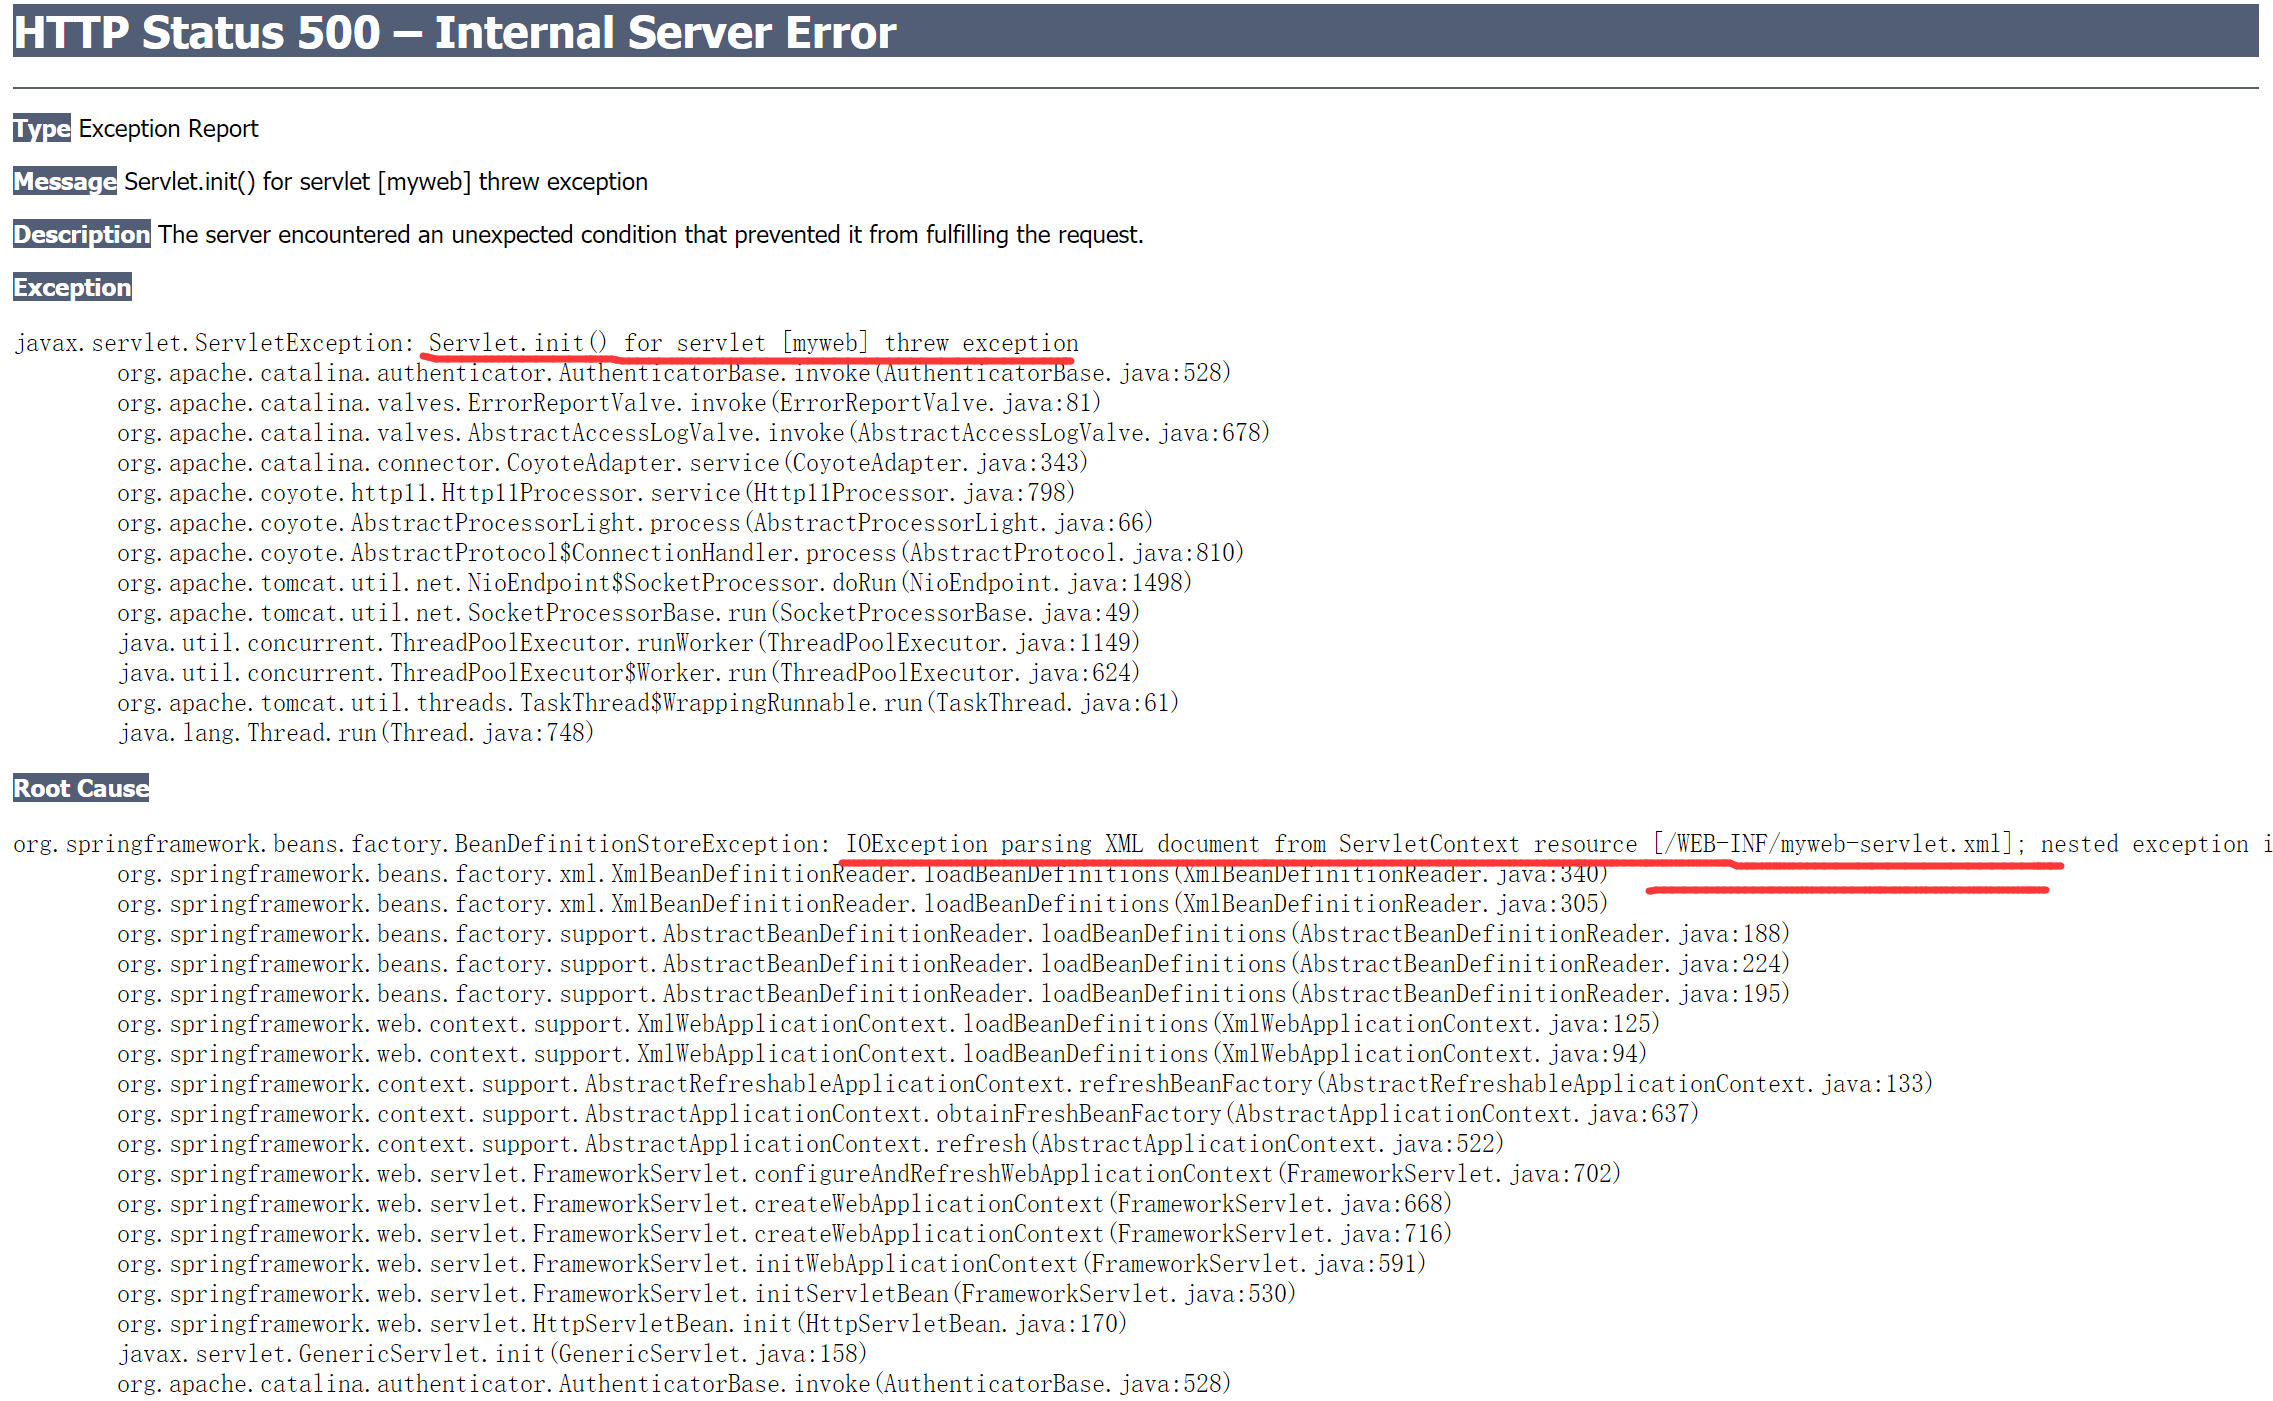 HTTP Status 500 – Internal Server Error
Type Exception Report
Message Servlet.init() for servlet [myweb] threw exception
Description The server encountered an unexpected condition that prevented it from fulfilling the request.
Exception
javax.servlet.ServletException: Servlet.init() for servlet [myweb] threw exception
org.apache.catalina.authenticator.AuthenticatorBase.invoke(AuthenticatorBase.java:528)
org.apache.catalina.valves.ErrorReportValve.invoke(ErrorReportValve.java:81)
org.apache.catalina.valves.AbstractAccessLogValve.invoke(AbstractAccessLogValve.java:678)
org.apache.catalina.connector.CoyoteAdapter.service(CoyoteAdapter.java:343)
org.apache.coyote.http11.Http11Processor.service(Http11Processor.java:798)
org.apache.coyote.AbstractProcessorLight.process(AbstractProcessorLight.java:66)
org.apache.coyote.AbstractProtocol$ConnectionHandler.process(AbstractProtocol.java:810)
org.apache.tomcat.util.net.NioEndpoint$SocketProcessor.doRun(NioEndpoint.java:1498)
org.apache.tomcat.util.net.SocketProcessorBase.run(SocketProcessorBase.java:49)
java.util.concurrent.ThreadPoolExecutor.runWorker(ThreadPoolExecutor.java:1149)
java.util.concurrent.ThreadPoolExecutor$Worker.run(ThreadPoolExecutor.java:624)
org.apache.tomcat.util.threads.TaskThread$WrappingRunnable.run(TaskThread.java:61)
java.lang.Thread.run(Thread.java:748)
Root Cause
org.springframework.beans.factory.BeanDefinitionStoreException: IOException parsing XML document from ServletContext resource [/WEB-INF/myweb-servlet.xml]; nested exception i
org.springframework.beans.factory.xml.XmlBeanDefinitionReader.loadBeanDefinitions(XmlBeanDefinitionReader.java:340)
org.springframework.beans.factory.xml.XmlBeanDefinitionReader.loadBeanDefinitions(XmlBeanDefinitionReader.java:305)
org.springframework.beans.factory.support.AbstractBeanDefinitionReader.loadBeanDefinitions(AbstractBeanDefinitionReader.java:188)
org.springframework.beans.factory.support.AbstractBeanDefinitionReader.loadBeanDefinitions(AbstractBeanDefinitionReader.java:224)
org.springframework.beans.factory.support.AbstractBeanDefinitionReader.loadBeanDefinitions(AbstractBeanDefinitionReader.java:195)
org.springframework.web.context.support.XmlWebApplicationContext.loadBeanDefinitions(XmlWebApplicationContext.java:125)
org.springframework.web.context.support.XmlWebApplicationContext.loadBeanDefinitions(XmlWebApplicationContext.java:94)
org.springframework.context.support.AbstractRefreshableApplicationContext.refreshBeanFactory(AbstractRefreshableApplicationContext.java:133)
org.springframework.context.support.AbstractApplicationContext.obtainFreshBeanFactory(AbstractApplicationContext.java:637)
org.springframework.context.support.AbstractApplicationContext.refresh(AbstractApplicationContext.java:522)
org.springframework.web.servlet.FrameworkServlet.configureAndRefreshWebApplicationContext(FrameworkServlet.java:702)
org.springframework.web.servlet.FrameworkServlet.createWebApplicationContext(FrameworkServlet.java:668)
org.springframework.web.servlet.FrameworkServlet.createWebApplicationContext(FrameworkServlet.java:716)
org.springframework.web.servlet.FrameworkServlet.initWebApplicationContext(FrameworkServlet.java:591)
org.springframework.web.servlet.FrameworkServlet.initServletBean(FrameworkServlet.java:530)
org.springframework.web.servlet.HttpServletBean.init(HttpServletBean.java:170)
javax.servlet.GenericServlet.init(GenericServlet.java:158)
org.apache.catalina.authenticator.AuthenticatorBase.invoke(AuthenticatorBase.java:528)